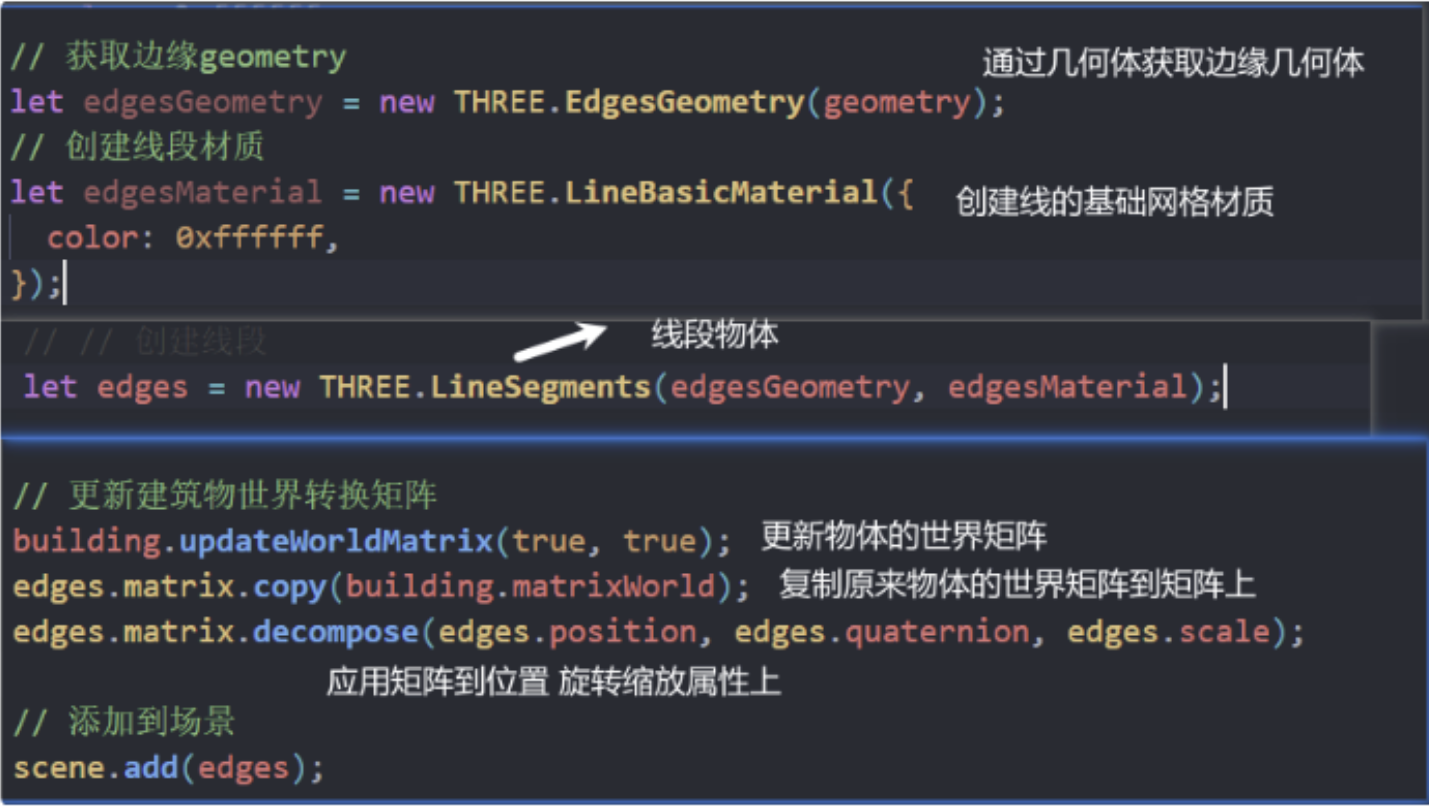 // 获取边缘geometry
通过几何体获取边缘几何体
let edgesGeometry = new THREE.EdgesGeometry(geometry);
// 创建线段材质
let edgesMaterial = new THREE.LineBasicMaterial({
创建线的基础网格材质
color: 0xffffff,
});
// // 创建线段
线段物体
let edges = new THREE.LineSegments(edgesGeometry, edgesMaterial);
// 更新建筑物世界转换矩阵
building.updateWorldMatrix(true, true);
更新物体的世界矩阵
edges.matrix.copy(building.matrixWorld);
复制原来物体的世界矩阵到矩阵上
edges.matrix.decompose(edges.position, edges.quaternion, edges.scale);
应用矩阵到位置 旋转缩放属性上
// 添加到场景
scene.add(edges);